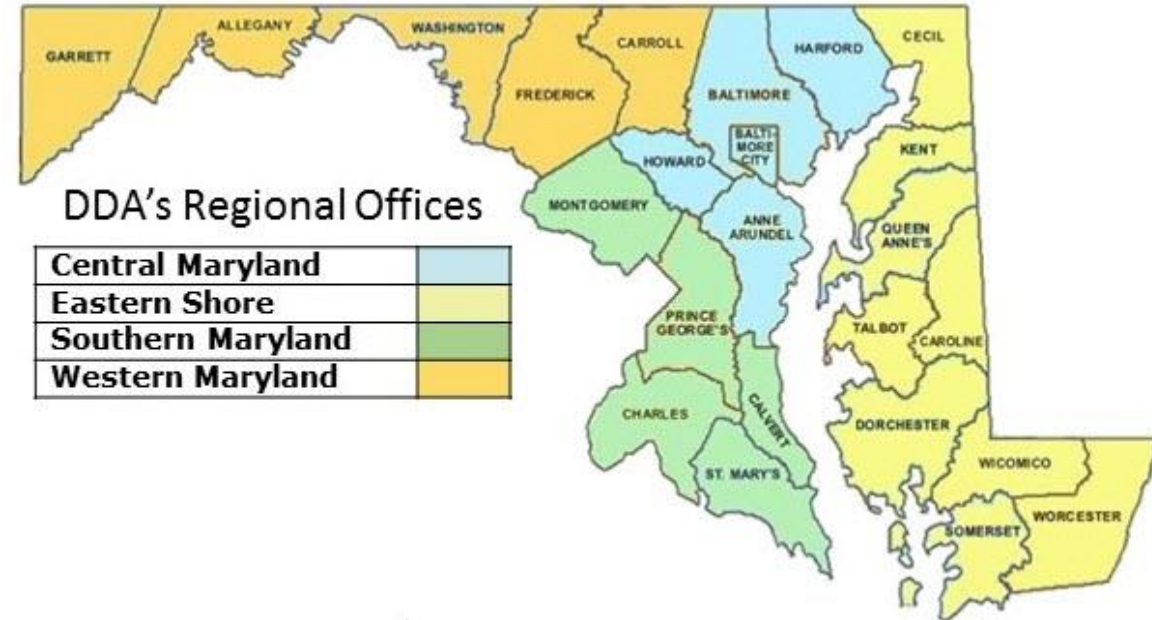 GARRETT
ALLEGANY
WASHINGTON
FREDERICK
CARROLL
BALTIMORE
HARFORD
CECIL
BALTI-
MORE
CITY
HOWARD
KENT
MONTGOMERY
ANNE
ARUNDEL
QUEEN
ANNE'S
PRINCE
GEORGE'S
TALBOT
CAROLINE
CHARLES
CALVERT
DORCHESTER
ST. MARY'S
WICOMICO
SOMERSET
WORCESTER
DDA's Regional Offices
Central Maryland
Eastern Shore
Southern Maryland
Western Maryland